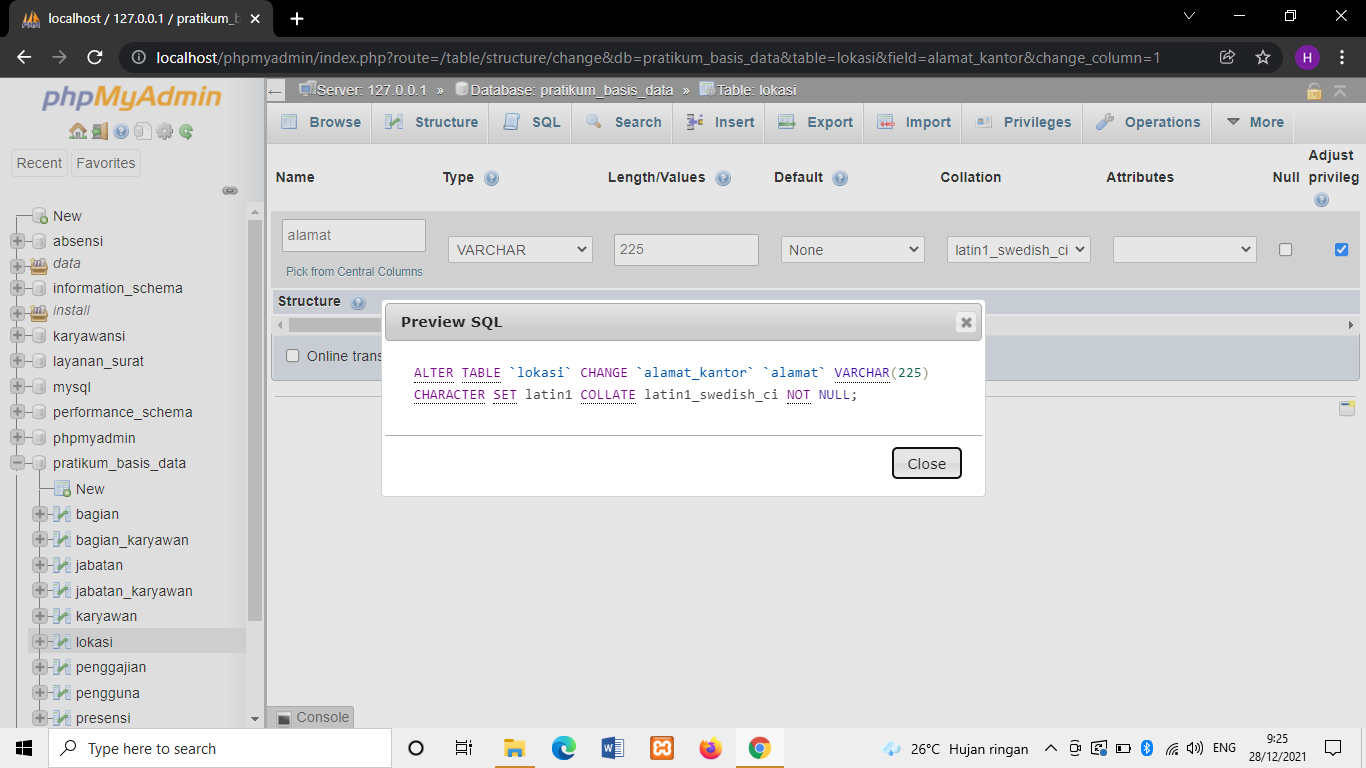 localhost / 127.0.0.1 / pratikum_b
localhost/phpmyadmin/index.php?route=/table/structure/change&db=pratikum_basis_data&table=lokasi&field=alamat_kantor&change_column=1
H
phpMyAdmin
Recent Favorites
New
absensi
data
information_schema
install
karyawansi
layanan_surat
mysql
performance_schema
phpmyadmin
pratikum_basis_data
New
bagian
bagian_karyawan
jabatan
jabatan_karyawan
karyawan
lokasi
penggajian
pengguna
presensi
Server: 127.0.0.1 » Database: pratikum_basis_data » Table: lokasi
Browse Structure SQL Search Insert Export Import Privileges Operations More
Name Type Length/Values Default Collation Attributes Null Adjust privileg
alamat VARCHAR 225 None latin1_swedish_ci
Pick from Central Columns
Structure
Online trans
Preview SQL
ALTER TABLE `lokasi` CHANGE `alamat_kantor` `alamat` VARCHAR(225)
CHARACTER SET latin1 COLLATE latin1_swedish_ci NOT NULL;
Close
Console
Type here to search
26°C Hujan ringan
ENG
9:25
28/12/2021